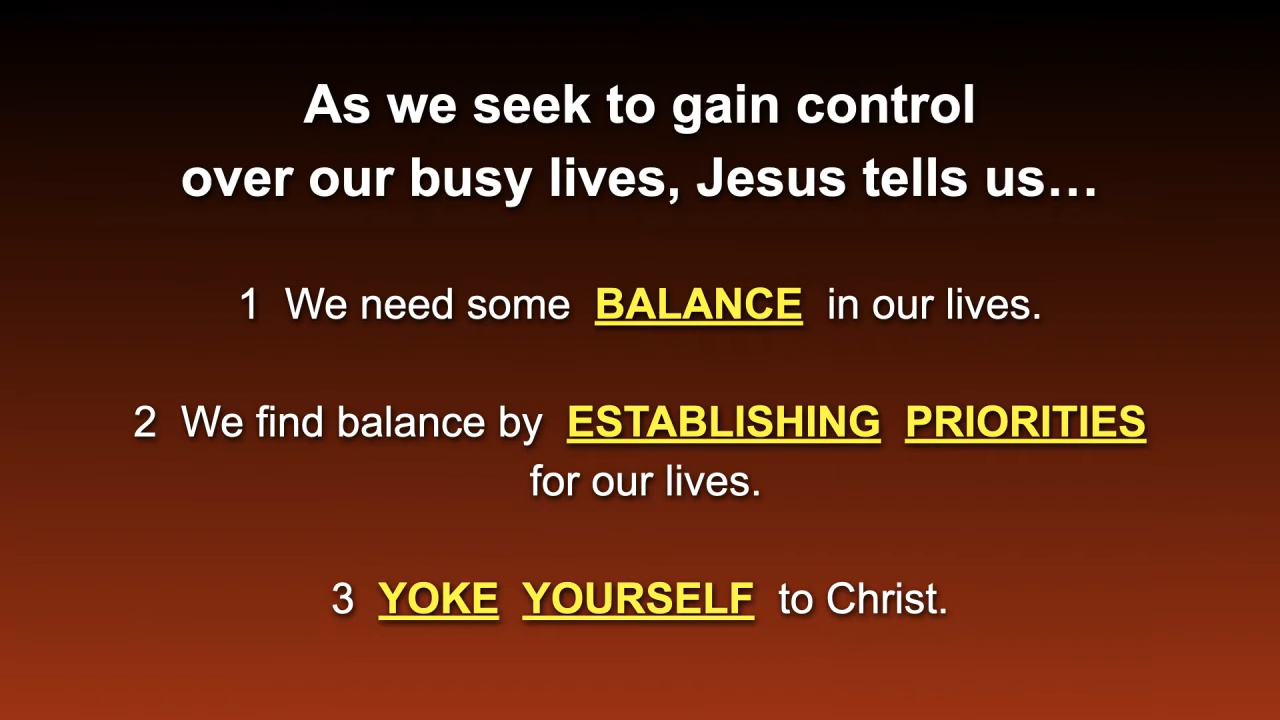 As we seek to gain control
over our busy lives, Jesus tells us…
1 We need some BALANCE in our lives.
2 We find balance by ESTABLISHING PRIORITIES
for our lives.
3 YOKE YOURSELF to Christ.